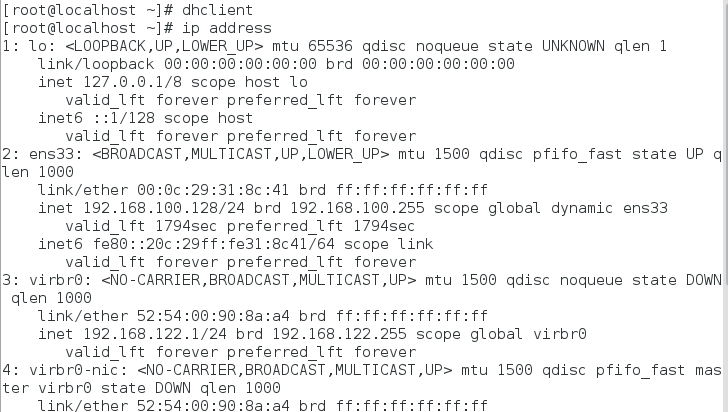 [root@localhost ~]# dhclient
[root@localhost ~]# ip address
1: lo: <LOOPBACK,UP,LOWER_UP> mtu 65536 qdisc noqueue state UNKNOWN qlen 1
    link/loopback 00:00:00:00:00:00 brd 00:00:00:00:00:00
    inet 127.0.0.1/8 scope host lo
       valid_lft forever preferred_lft forever
    inet6 ::1/128 scope host
       valid_lft forever preferred_lft forever
2: ens33: <BROADCAST,MULTICAST,UP,LOWER_UP> mtu 1500 qdisc pfifo_fast state UP q
len 1000
    link/ether 00:0c:29:31:8c:41 brd ff:ff:ff:ff:ff:ff
    inet 192.168.100.128/24 brd 192.168.100.255 scope global dynamic ens33
       valid_lft 1794sec preferred_lft 1794sec
    inet6 fe80::20c:29ff:fe31:8c41/64 scope link
       valid_lft forever preferred_lft forever
3: virbr0: <NO-CARRIER,BROADCAST,MULTICAST,UP> mtu 1500 qdisc noqueue state DOWN
 qlen 1000
    link/ether 52:54:00:90:8a:a4 brd ff:ff:ff:ff:ff:ff
    inet 192.168.122.1/24 brd 192.168.122.255 scope global virbr0
       valid_lft forever preferred_lft forever
4: virbr0-nic: <NO-CARRIER,BROADCAST,MULTICAST,UP> mtu 1500 qdisc pfifo_fast mas
ter virbr0 state DOWN qlen 1000
    link/ether 52:54:00:90:8a:a4 brd ff:ff:ff:ff:ff:ff